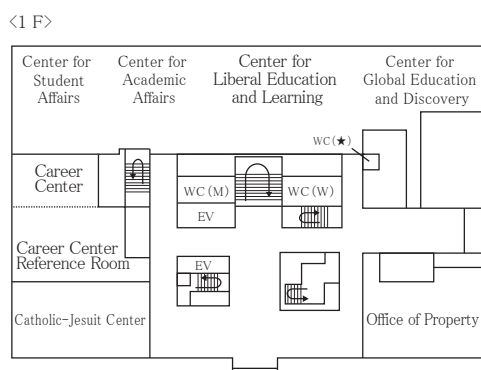 <1 F>
Center for
Student
Affairs
Center for
Academic
Affairs
Center for
Liberal Education
and Learning
Center for
Global Education
and Discovery
WC(★)
Career
Center
WC(M)
WC(W)
EV
Career Center
Reference Room
EV
Catholic-Jesuit Center
Office of Property